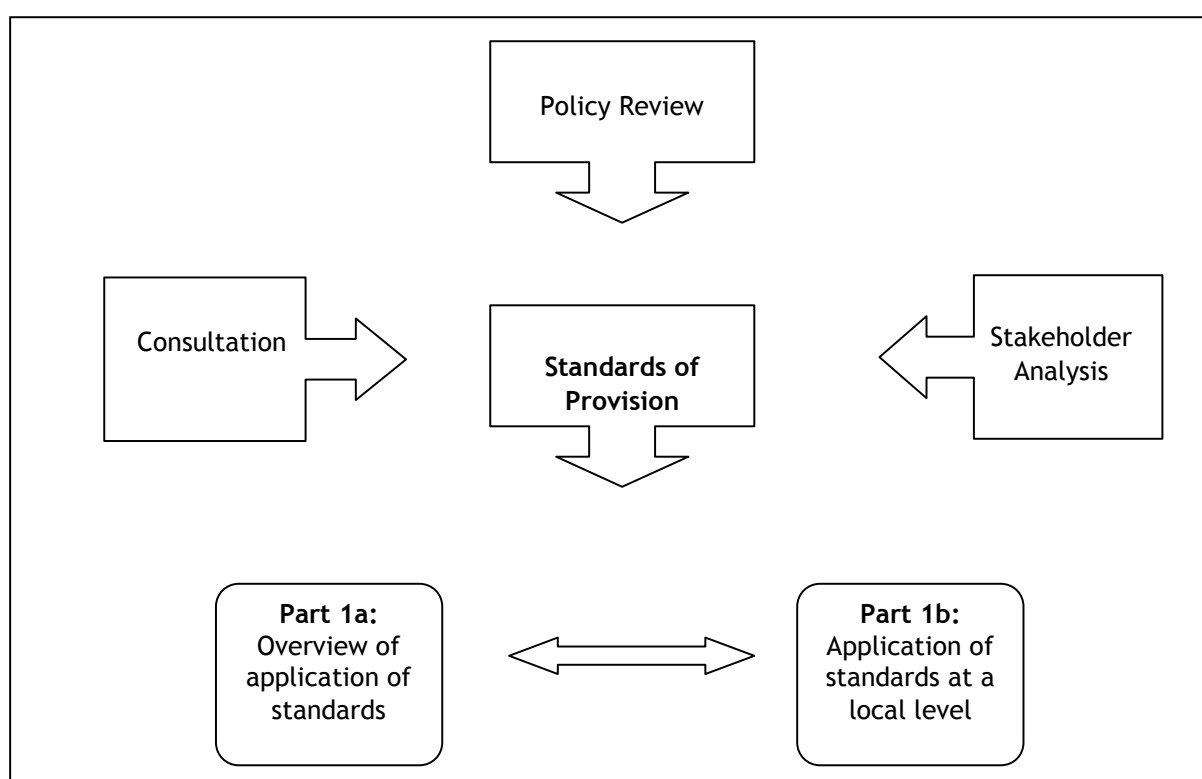 Policy Review
Consultation
Standards of
Provision
Stakeholder
Analysis
Part 1a:
Overview of
application of
standards
Part 1b:
Application of
standards at a
local level